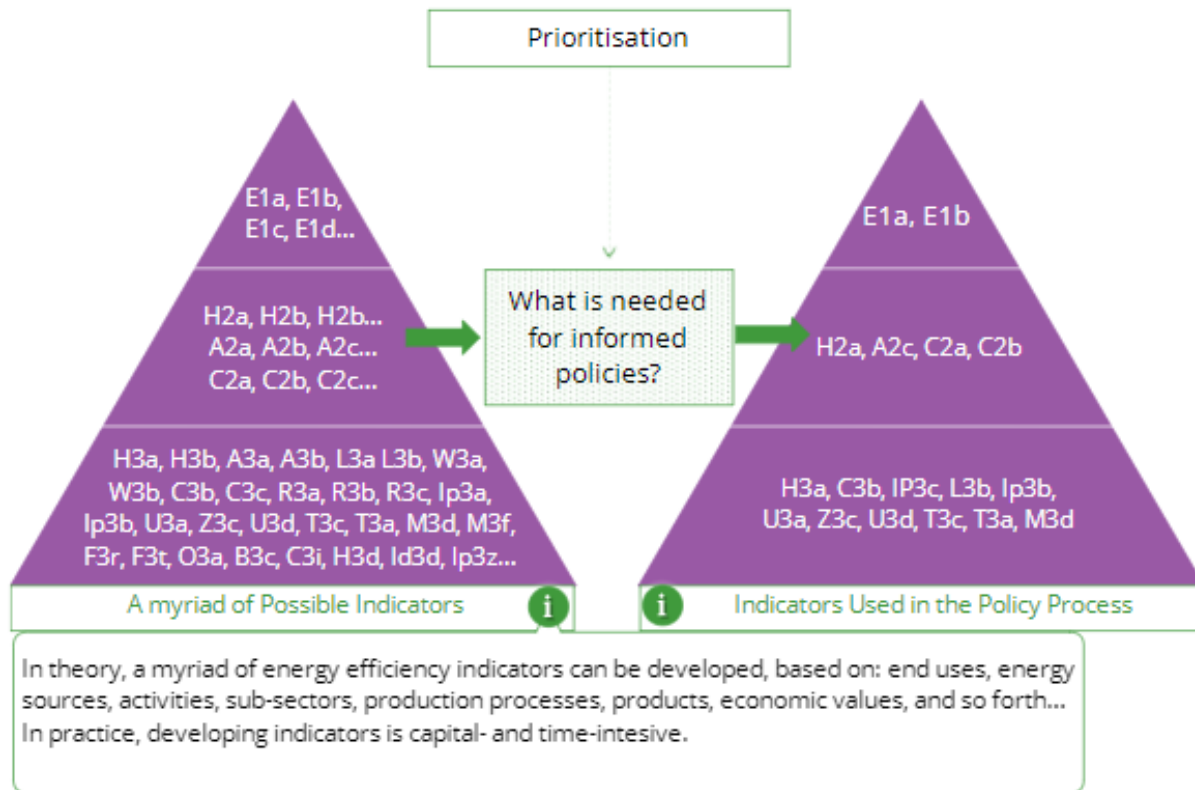 Prioritisation
E1a, E1b,
E1c, E1d...
H2a, H2b, H2b...
A2a, A2b, A2c...
C2a, C2b, C2c...
H3a, H3b, A3a, A3b, L3a L3b, W3a,
W3b, C3b, C3c, R3a, R3b, R3c, Ip3a,
Ip3b, U3a, Z3c, U3d, T3c, T3a, M3d, M3f,
F3r, F3t, O3a, B3c, C3i, H3d, Id3d, Ip3z...
A myriad of Possible Indicators
i
What is needed
for informed
policies?
E1a, E1b
H2a, A2c, C2a, C2b
H3a, C3b, IP3c, L3b, Ip3b,
U3a, Z3c, U3d, T3c, T3a, M3d
i
Indicators Used in the Policy Process
In theory, a myriad of energy efficiency indicators can be developed, based on: end uses, energy
sources, activities, sub-sectors, production processes, products, economic values, and so forth...
In practice, developing indicators is capital- and time-intesive.